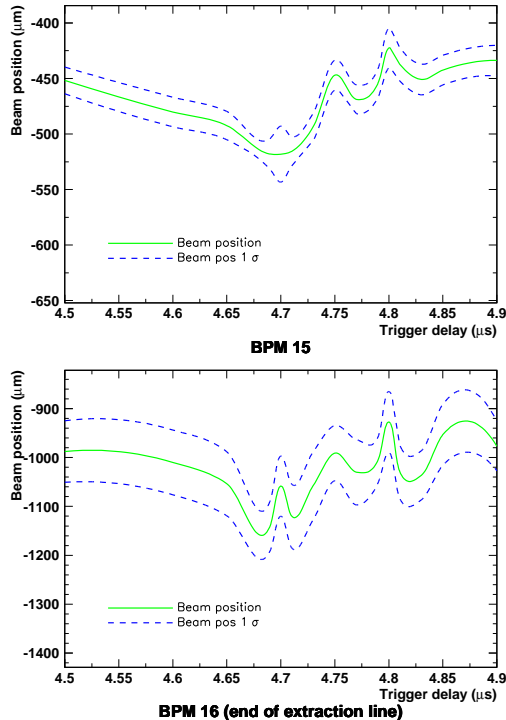 Beam position (μm)
-400
-450
-500
-550
-600
-650
Beam position
Beam pos 1 σ
4.5 4.55 4.6 4.65 4.7 4.75 4.8 4.85 4.9
Trigger delay (μs)
BPM 15
Beam position (μm)
-900
-1000
-1100
-1200
-1300
-1400
Beam position
Beam pos 1 σ
4.5 4.55 4.6 4.65 4.7 4.75 4.8 4.85 4.9
Trigger delay (μs)
BPM 16 (end of extraction line)